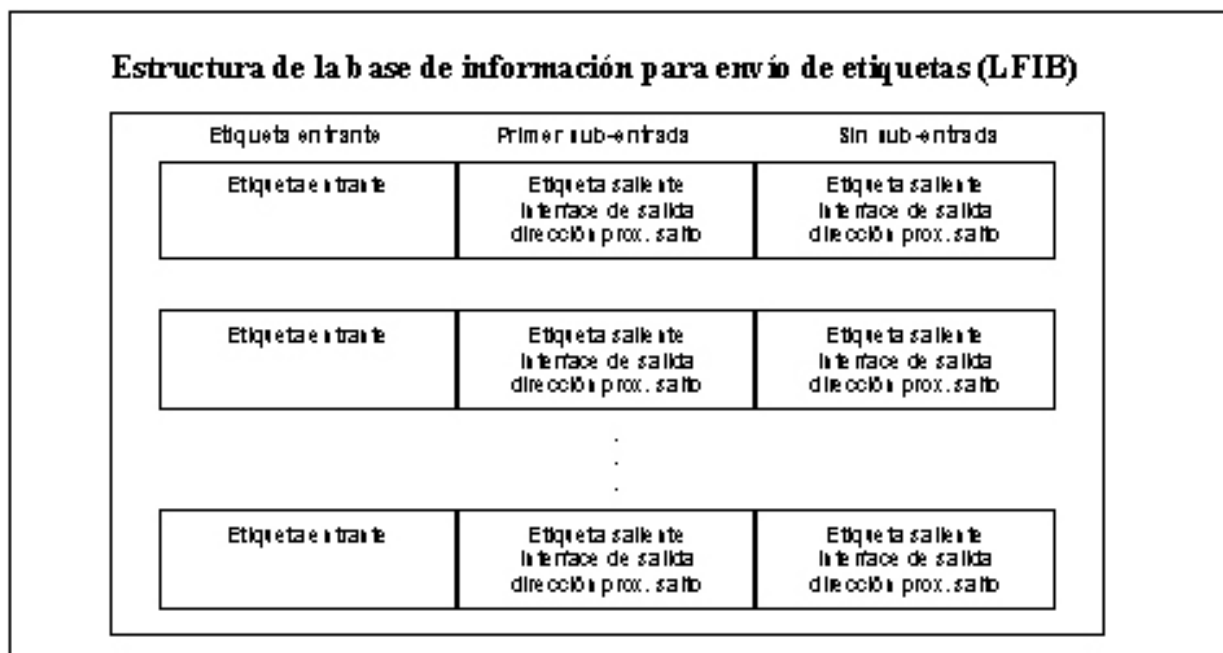 Estructura de la base de información para envío de etiquetas (LFIB)
Etiqueta entrante Primer sub-entrada Sin sub-entrada
Etiqueta entrante Etiqueta saliente Etiqueta saliente
Interface de salida Interface de salida
dirección prox. salto dirección prox. salto
Etiqueta entrante Etiqueta saliente Etiqueta saliente
Interface de salida Interface de salida
dirección prox. salto dirección prox. salto
.
.
.
Etiqueta entrante Etiqueta saliente Etiqueta saliente
Interface de salida Interface de salida
dirección prox. salto dirección prox. salto